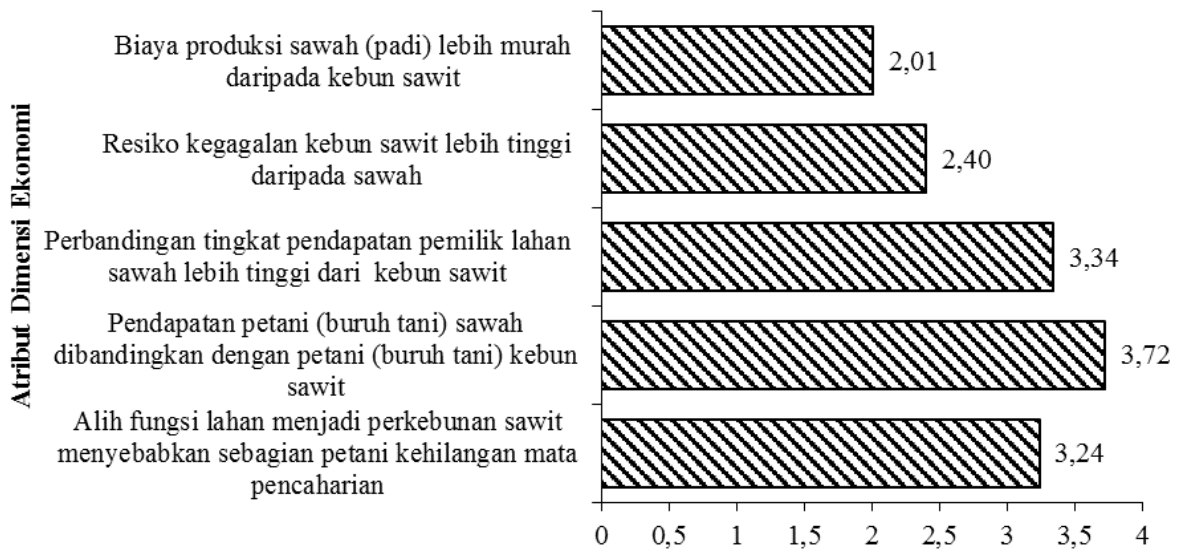 Atribut Dimensi Ekonomi
Biaya produksi sawah (padi) lebih murah
daripada kebun sawit
2,01
Resiko kegagalan kebun sawit lebih tinggi
daripada sawah
2,40
Perbandingan tingkat pendapatan pemilik lahan
sawah lebih tinggi dari kebun sawit
3,34
Pendapatan petani (buruh tani) sawah
dibandingkan dengan petani (buruh tani) kebun
sawit
3,72
Alih fungsi lahan menjadi perkebunan sawit
menyebabkan sebagian petani kehilangan mata
pencaharian
3,24
0 0,5 1 1,5 2 2,5 3 3,5 4